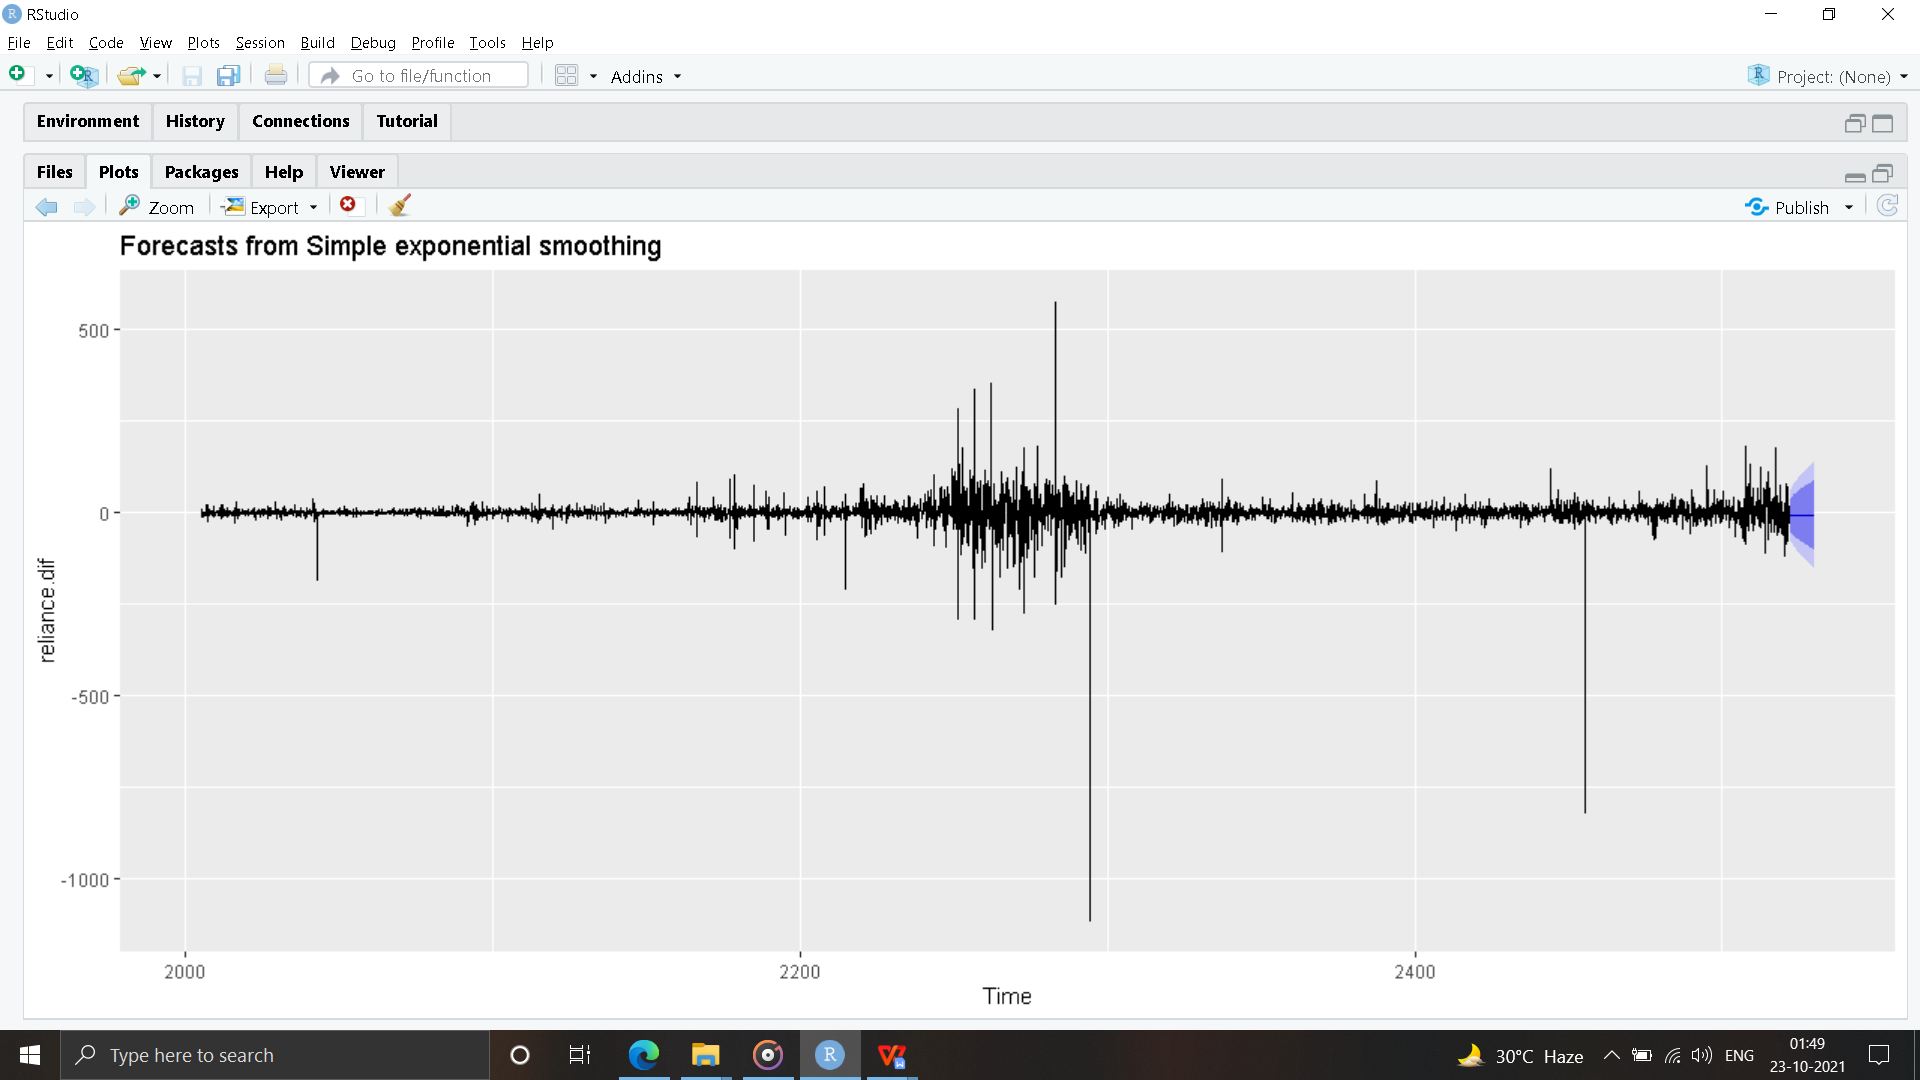 RStudio
File Edit Code View Plots Session Build Debug Profile Tools Help
Go to file/function Addins Project: (None)
Environment History Connections Tutorial
Files Plots Packages Help Viewer
Zoom Export Publish
Forecasts from Simple exponential smoothing
500
0
-500
-1000
reliance.dif
2000 2200 2400
Time
Type here to search
30°C Haze ENG 01:49
23-10-2021